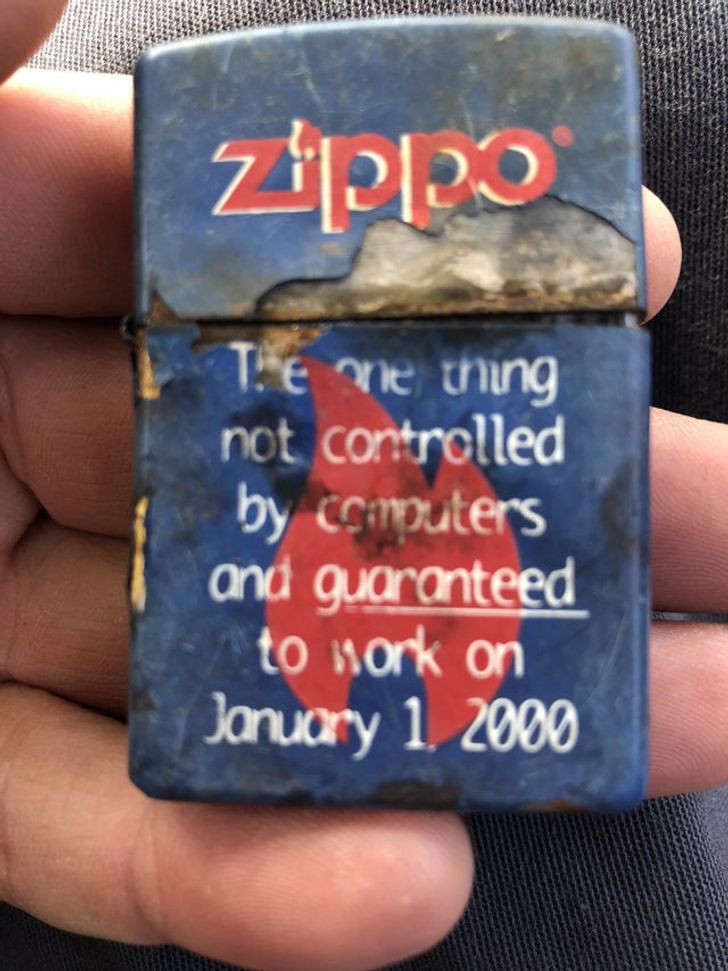 zippo®
The one thing
not controlled
by computers
and guaranteed
to work on
January 1, 2000